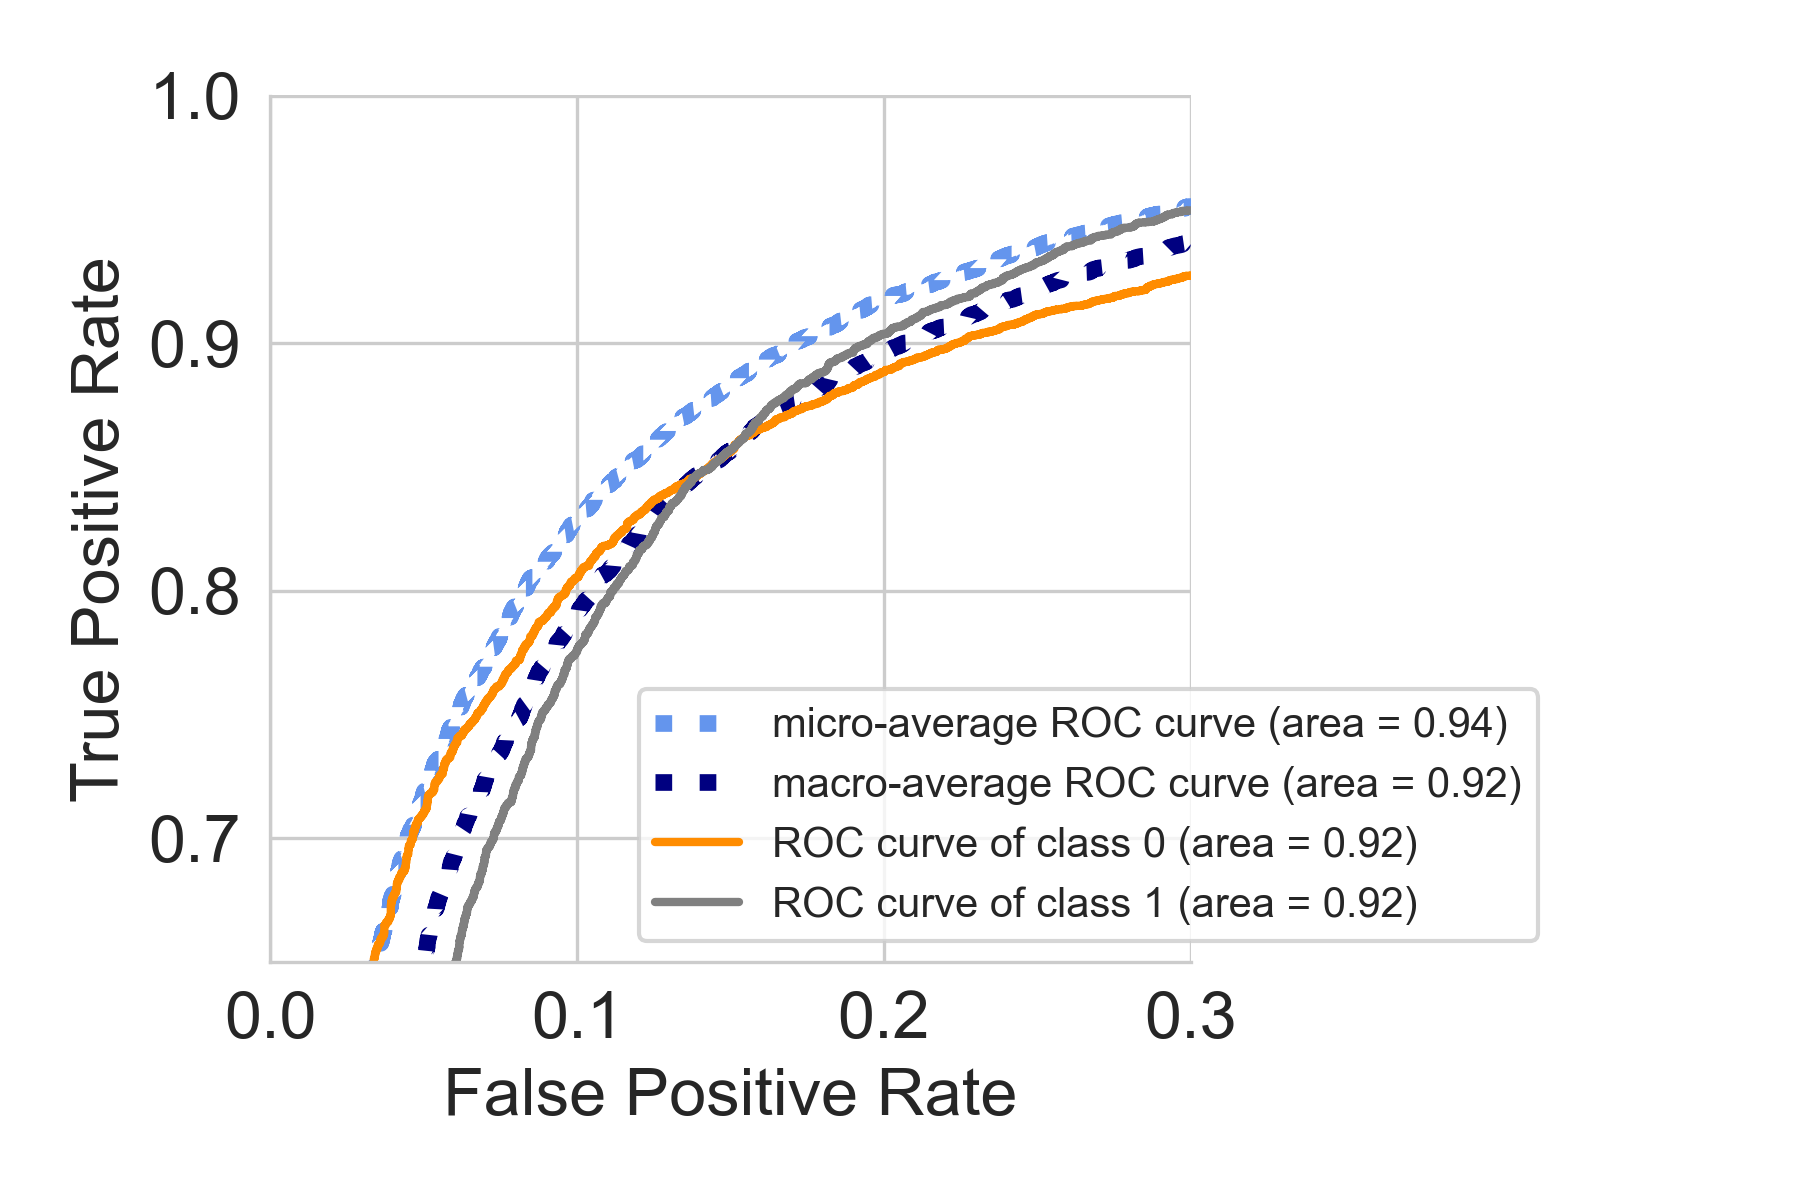 1.0
0.9
0.8
0.7
True Positive Rate
micro-average ROC curve (area = 0.94)
macro-average ROC curve (area = 0.92)
ROC curve of class 0 (area = 0.92)
ROC curve of class 1 (area = 0.92)
0.0 0.1 0.2 0.3
False Positive Rate